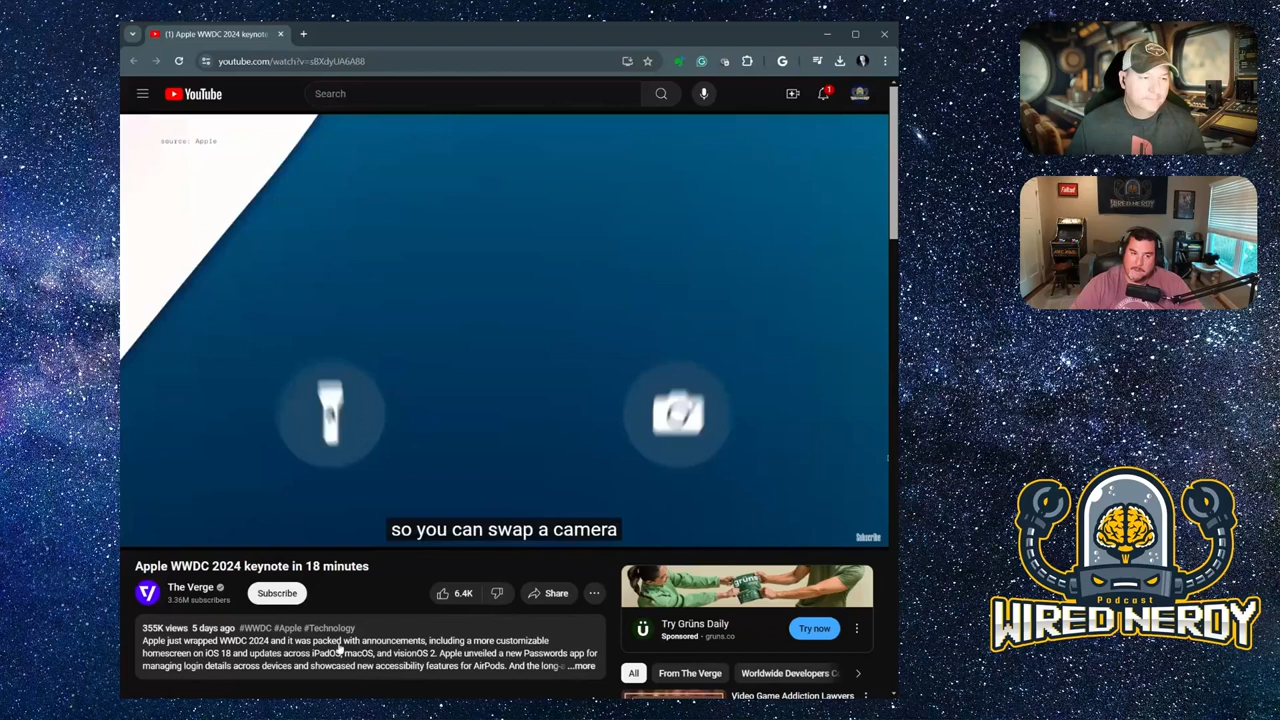 (1) Apple WWDC 2024 keynote
youtube.com/watch?v=sBXdyUA6A88
YouTube
Search
1
source: Apple
so you can swap a camera
Subscribe
Apple WWDC 2024 keynote in 18 minutes
The Verge
3.36M subscribers
Subscribe
6.4K
Share
355K views 5 days ago #WWDC #Apple #Technology
Apple just wrapped WWDC 2024 and it was packed with announcements, including a more customizable
homescreen on iOS 18 and updates across iPadOS, macOS, and visionOS 2. Apple unveiled a new Passwords app for
managing login details across devices and showcased new accessibility features for AirPods. And the long-a ...more
grüns
Try Grüns Daily
Sponsored · gruns.co
Try now
All
From The Verge
Worldwide Developers C
Video Game Addiction Lawyers
Fallout
WIRED NERDY
Podcast
WIRED NERDY